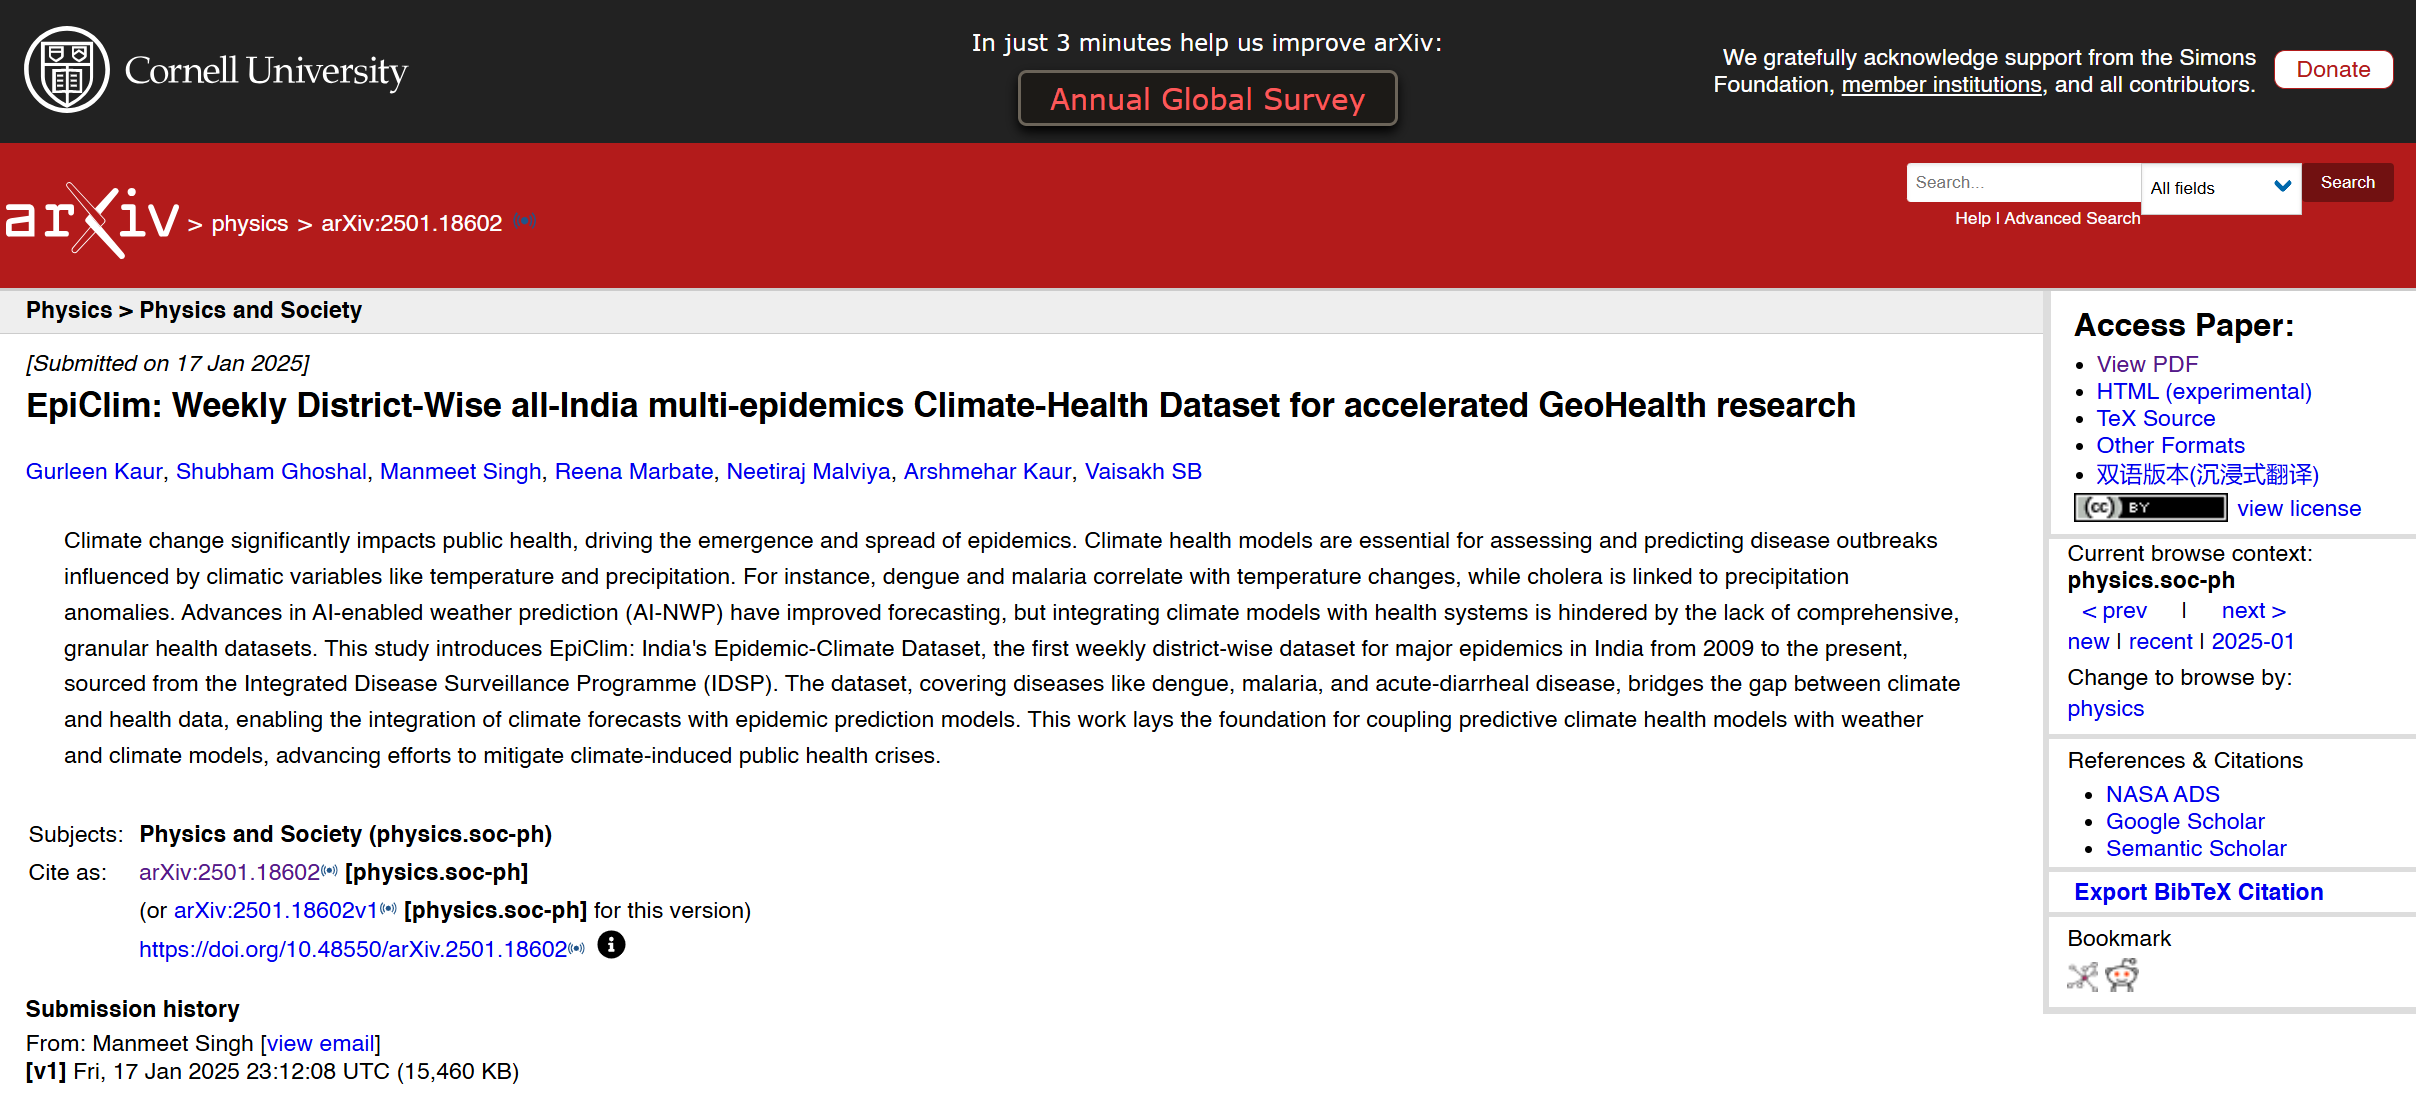 Cornell University
In just 3 minutes help us improve arXiv:
Annual Global Survey
We gratefully acknowledge support from the Simons
Foundation, member institutions, and all contributors.
Donate
arXiv > physics > arXiv:2501.18602
Search...
All fields
Search
Help | Advanced Search
Physics > Physics and Society
[Submitted on 17 Jan 2025]
EpiClim: Weekly District-Wise all-India multi-epidemics Climate-Health Dataset for accelerated GeoHealth research
Gurleen Kaur, Shubham Ghoshal, Manmeet Singh, Reena Marbate, Neetiraj Malviya, Arshmehar Kaur, Vaisakh SB
Climate change significantly impacts public health, driving the emergence and spread of epidemics. Climate health models are essential for assessing and predicting disease outbreaks
influenced by climatic variables like temperature and precipitation. For instance, dengue and malaria correlate with temperature changes, while cholera is linked to precipitation
anomalies. Advances in AI-enabled weather prediction (AI-NWP) have improved forecasting, but integrating climate models with health systems is hindered by the lack of comprehensive,
granular health datasets. This study introduces EpiClim: India's Epidemic-Climate Dataset, the first weekly district-wise dataset for major epidemics in India from 2009 to the present,
sourced from the Integrated Disease Surveillance Programme (IDSP). The dataset, covering diseases like dengue, malaria, and acute-diarrheal disease, bridges the gap between climate
and health data, enabling the integration of climate forecasts with epidemic prediction models. This work lays the foundation for coupling predictive climate health models with weather
and climate models, advancing efforts to mitigate climate-induced public health crises.
Subjects: Physics and Society (physics.soc-ph)
Cite as: arXiv:2501.18602 [physics.soc-ph]
(or arXiv:2501.18602v1 [physics.soc-ph] for this version)
https://doi.org/10.48550/arXiv.2501.18602
Submission history
From: Manmeet Singh [view email]
[v1] Fri, 17 Jan 2025 23:12:08 UTC (15,460 KB)
Access Paper:
View PDF
HTML (experimental)
TeX Source
Other Formats
双语版本(沉浸式翻译)
(cc) BY view license
Current browse context:
physics.soc-ph
< prev | next >
new | recent | 2025-01
Change to browse by:
physics
References & Citations
NASA ADS
Google Scholar
Semantic Scholar
Export BibTeX Citation
Bookmark